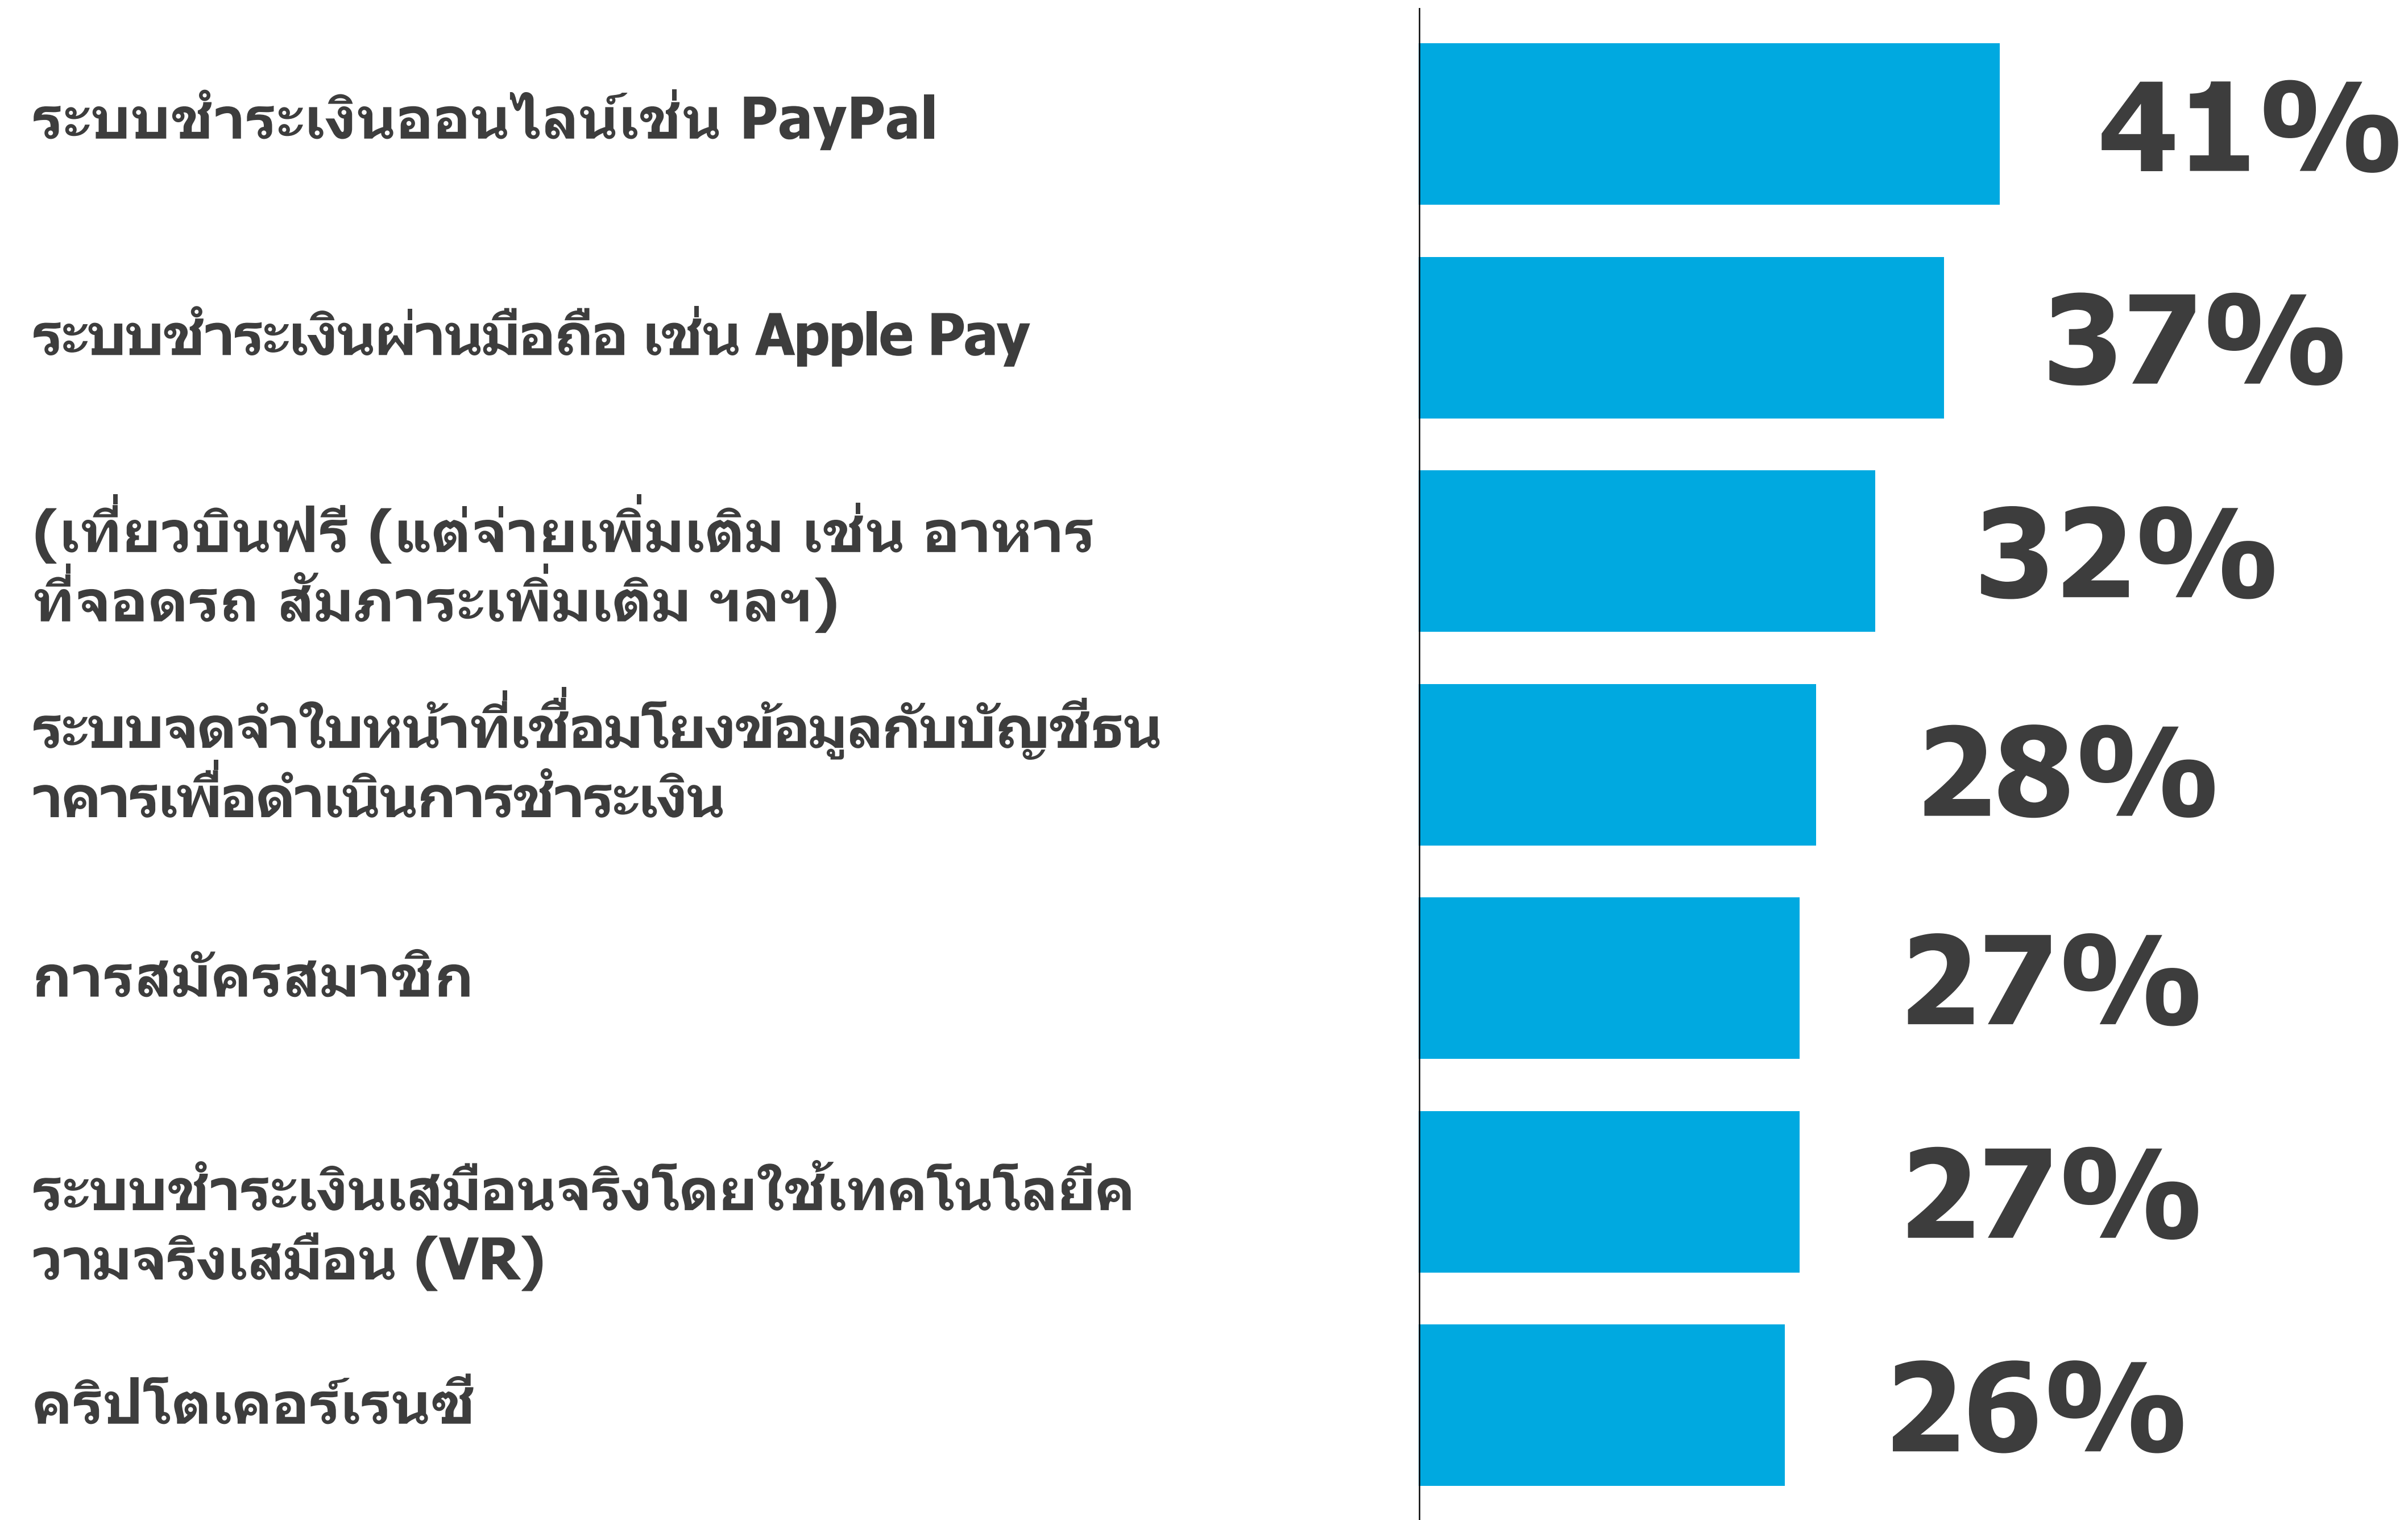 ระบบชำระเงินออนไลน์เช่น PayPal
41%
ระบบชำระเงินผ่านมือถือ เช่น Apple Pay
37%
(เที่ยวบินฟรี (แต่จ่ายเพิ่มเติม เช่น อาหาร
ที่จอดรถ สัมภาระเพิ่มเติม ฯลฯ)
32%
ระบบจดจำใบหน้าที่เชื่อมโยงข้อมูลกับบัญชีธน
าคารเพื่อดำเนินการชำระเงิน
28%
การสมัครสมาชิก
27%
ระบบชำระเงินเสมือนจริงโดยใช้เทคโนโลยีค
วามจริงเสมือน (VR)
27%
คริปโตเคอร์เรนซี
26%